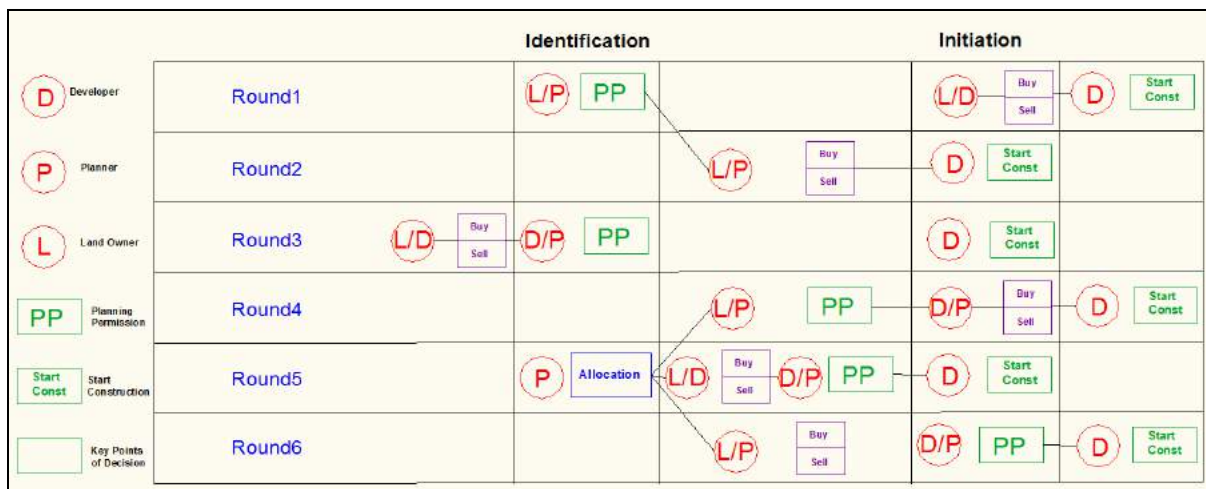 Identification Initiation
D Developer Round1 L/P PP L/D Buy Sell D Start Const
P Planner Round2 L/P Buy Sell D Start Const
L Land Owner Round3 L/D Buy Sell D/P PP D Start Const
PP Planning Permission Round4 L/P PP D/P Buy Sell D Start Const
Start Const Start Construction Round5 P Allocation L/D Buy Sell D/P PP D Start Const
Key Points of Decision Round6 L/P Buy Sell D/P PP D Start Const